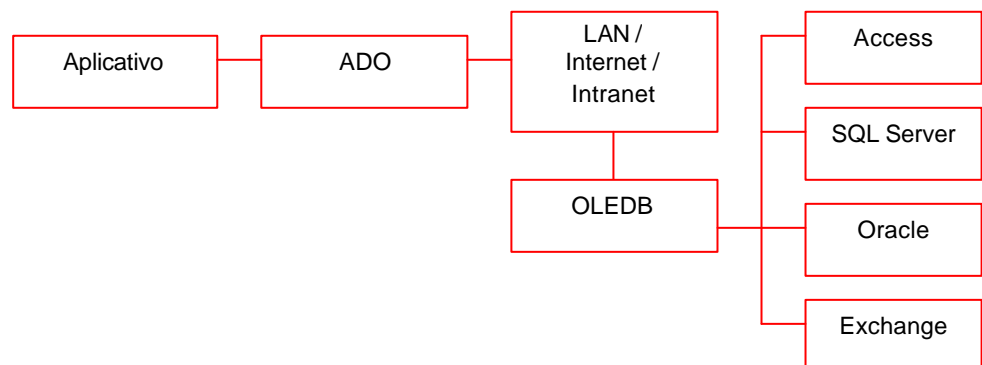 Aplicativo
ADO
LAN /
Internet /
Intranet
OLEDB
Access
SQL Server
Oracle
Exchange